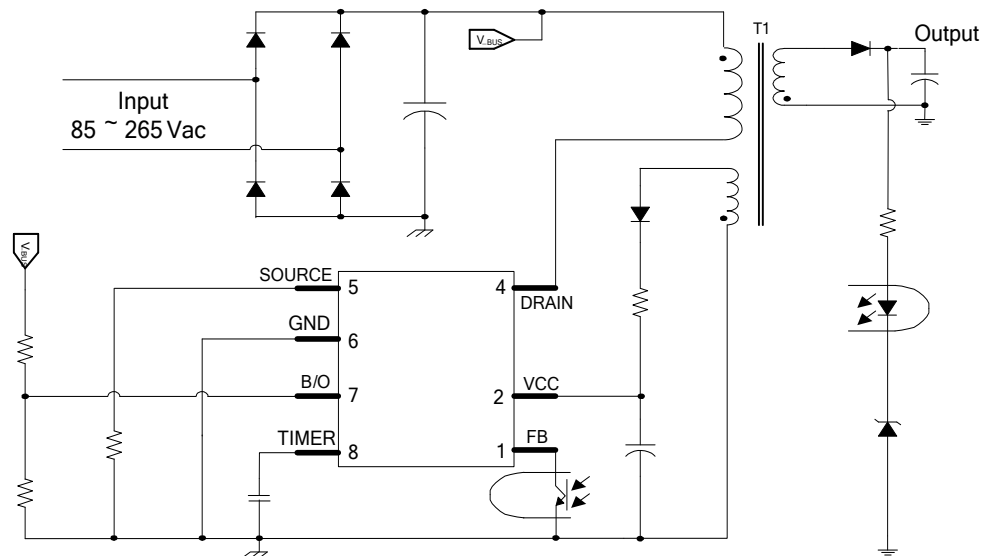 V_BUS
T1
Output
Input
85 ~ 265 Vac
V_BUS
SOURCE
5
4
DRAIN
GND
6
B/O
7
2
VCC
TIMER
8
1
FB